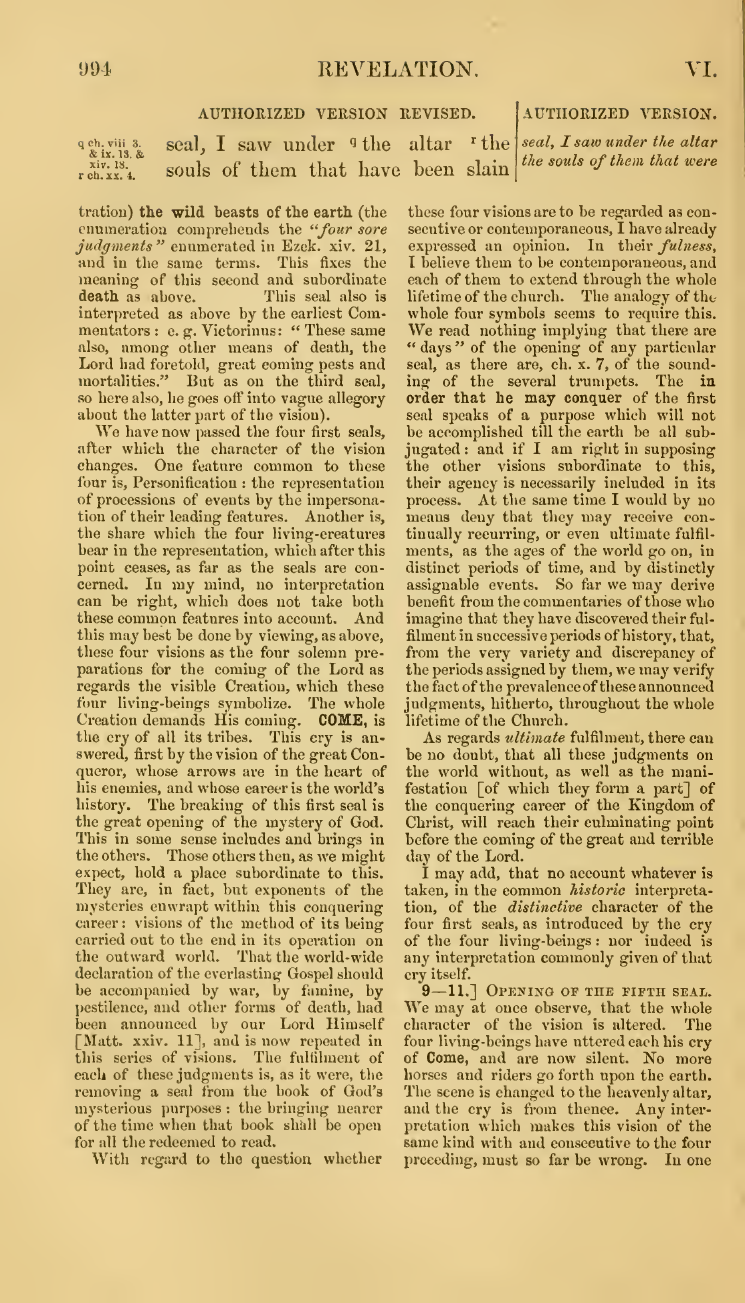 994
REVELATION.
VI.
AUTHORIZED VERSION REVISED.
q ch. viii 3.
& ix. 13. &
xiv. 18.
r ch. xx. 4.
seal, I saw under q the altar r the
souls of them that have been slain
AUTHORIZED VERSION.
seal, I saw under the altar
the souls of them that were
tration) the wild beasts of the earth (the
enumeration comprehends the “four sore
judgments” enumerated in Ezek. xiv. 21,
and in the same terms. This fixes the
meaning of this second and subordinate
death as above. This seal also is
interpreted as above by the earliest Com-
mentators : e. g. Victorinus: “ These same
also, among other means of death, the
Lord had foretold, great coming pests and
mortalities.” But as on the third seal,
so here also, he goes off into vague allegory
about the latter part of the vision).
We have now passed the four first seals,
after which the character of the vision
changes. One feature common to these
four is, Personification : the representation
of processions of events by the impersona-
tion of their leading features. Another is,
the share which the four living-creatures
bear in the representation, which after this
point ceases, as far as the seals are con-
cerned. In my mind, no interpretation
can be right, which does not take both
these common features into account. And
this may best be done by viewing, as above,
these four visions as the four solemn pre-
parations for the coming of the Lord as
regards the visible Creation, which these
four living-beings symbolize. The whole
Creation demands His coming. COME, is
the cry of all its tribes. This cry is an-
swered, first by the vision of the great Con-
queror, whose arrows are in the heart of
his enemies, and whose career is the world's
history. The breaking of this first seal is
the great opening of the mystery of God.
This in some sense includes and brings in
the others. Those others then, as we might
expect, hold a place subordinate to this.
They are, in fact, but exponents of the
mysteries enwrapt within this conquering
career : visions of the method of its being
carried out to the end in its operation on
the outward world. That the world-wide
declaration of the everlasting Gospel should
be accompanied by war, by famine, by
pestilence, and other forms of death, had
been announced by our Lord Himself
[Matt. xxiv. 11], and is now repeated in
this series of visions. The fulfilment of
each of these judgments is, as it were, the
removing a seal from the book of God's
mysterious purposes : the bringing nearer
of the time when that book shall be open
for all the redeemed to read.
With regard to the question whether
these four visions are to be regarded as con-
secutive or contemporaneous, I have already
expressed an opinion. In their fulness,
I believe them to be contemporaneous, and
each of them to extend through the whole
lifetime of the church. The analogy of the
whole four symbols seems to require this.
We read nothing implying that there are
“ days ” of the opening of any particular
seal, as there are, ch. x. 7, of the sound-
ing of the several trumpets. The in
order that he may conquer of the first
seal speaks of a purpose which will not
be accomplished till the earth be all sub-
jugated : and if I am right in supposing
the other visions subordinate to this,
their agency is necessarily included in its
process. At the same time I would by no
means deny that they may receive con-
tinually recurring, or even ultimate fulfil-
ments, as the ages of the world go on, in
distinct periods of time, and by distinctly
assignable events. So far we may derive
benefit from the commentaries of those who
imagine that they have discovered their ful-
filment in successive periods of history, that,
from the very variety and discrepancy of
the periods assigned by them, we may verify
the fact of the prevalence of these announced
judgments, hitherto, throughout the whole
lifetime of the Church.
As regards ultimate fulfilment, there can
be no doubt, that all these judgments on
the world without, as well as the mani-
festation [of which they form a part] of
the conquering career of the Kingdom of
Christ, will reach their culminating point
before the coming of the great and terrible
day of the Lord.
I may add, that no account whatever is
taken, in the common historic interpreta-
tion, of the distinctive character of the
four first seals, as introduced by the cry
of the four living-beings : nor indeed is
any interpretation commonly given of that
cry itself.
9—11.] OPENING OF THE FIFTH SEAL.
We may at once observe, that the whole
character of the vision is altered. The
four living-beings have uttered each his cry
of Come, and are now silent. No more
horses and riders go forth upon the earth.
The scene is changed to the heavenly altar,
and the cry is from thence. Any inter-
pretation which makes this vision of the
same kind with and consecutive to the four
preceding, must so far be wrong. In one